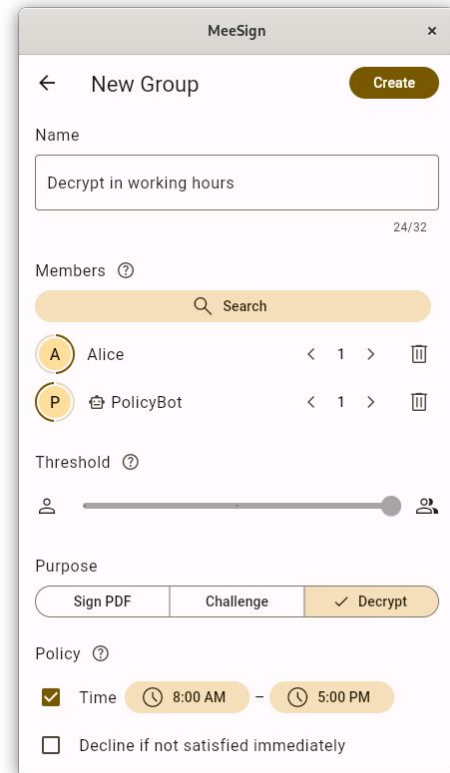 MeeSign
New Group
Create
Name
Decrypt in working hours
24/32
Members
Search
A Alice < 1 >
P PolicyBot < 1 >
Threshold
Purpose
Sign PDF Challenge Decrypt
Policy
Time 8:00 AM – 5:00 PM
Decline if not satisfied immediately